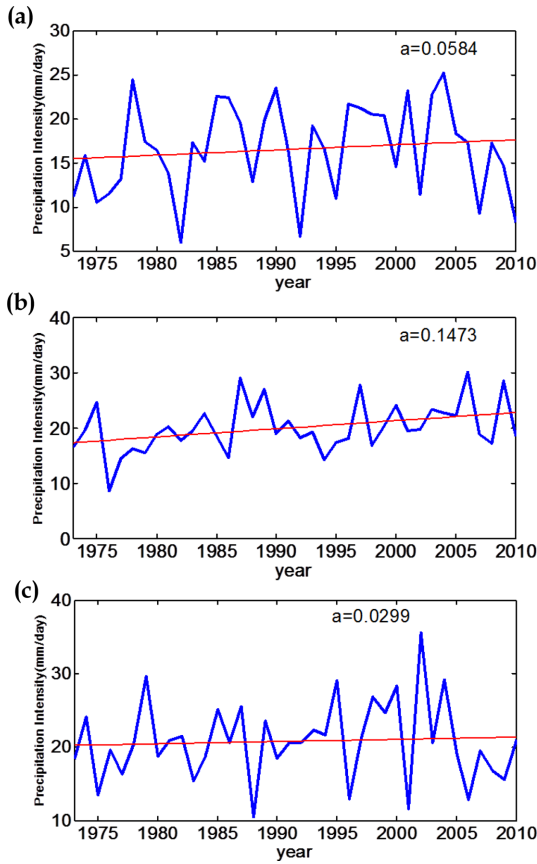 (a)
a=0.0584
Precipitation Intensity(mm/day)
30
25
20
15
10
5
1975 1980 1985 1990 1995 2000 2005 2010
year
(b)
a=0.1473
Precipitation Intensity(mm/day)
40
30
20
10
0
1975 1980 1985 1990 1995 2000 2005 2010
year
(c)
a=0.0299
Precipitation Intensity(mm/day)
40
30
20
10
1975 1980 1985 1990 1995 2000 2005 2010
year